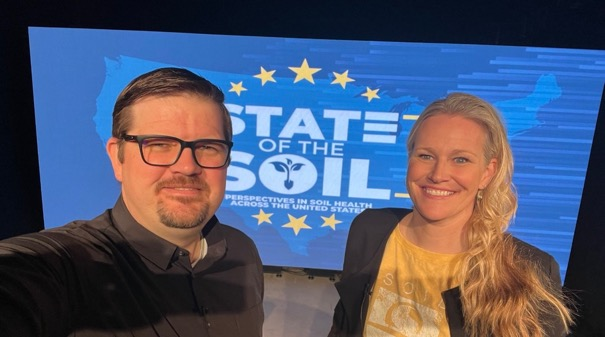 STATE
OF THE
SOIL
PERSPECTIVES IN SOIL HEALTH
ACROSS THE UNITED STATES